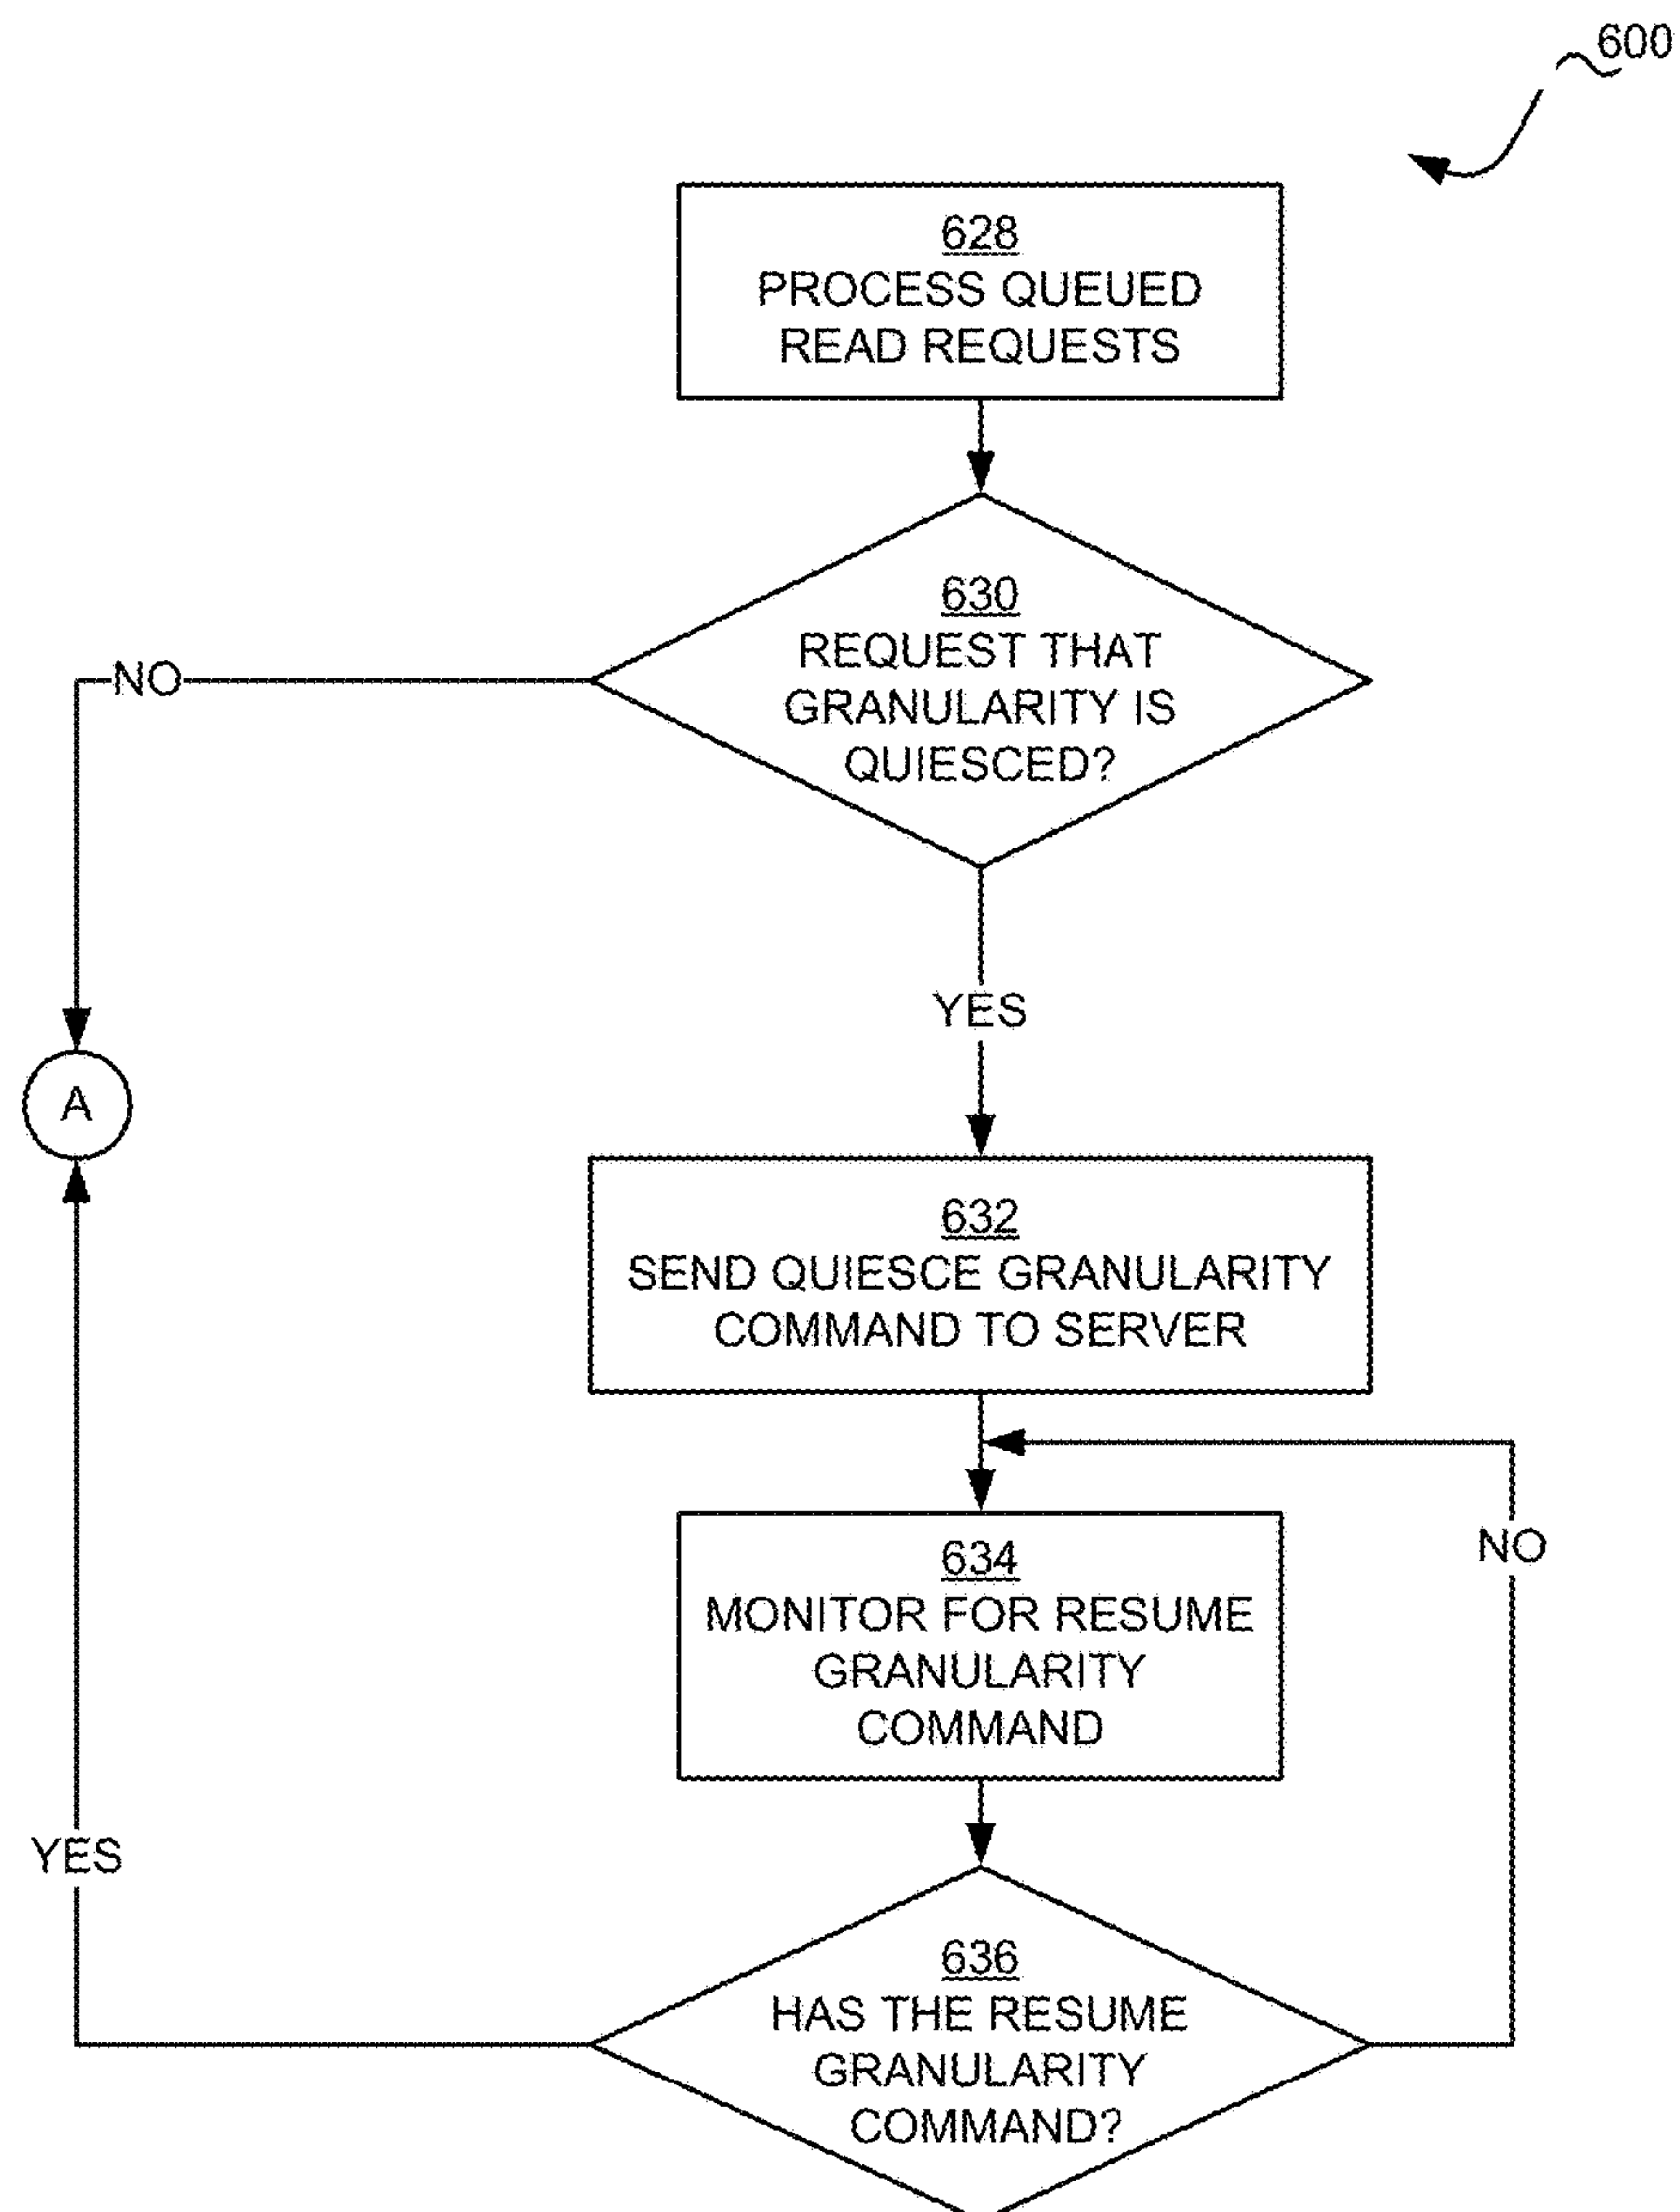 600
628
PROCESS QUEUED
READ REQUESTS
630
REQUEST THAT
GRANULARITY IS
QUIESCED?
NO
YES
A
632
SEND QUIESCE GRANULARITY
COMMAND TO SERVER
634
MONITOR FOR RESUME
GRANULARITY
COMMAND
NO
YES
636
HAS THE RESUME
GRANULARITY
COMMAND?